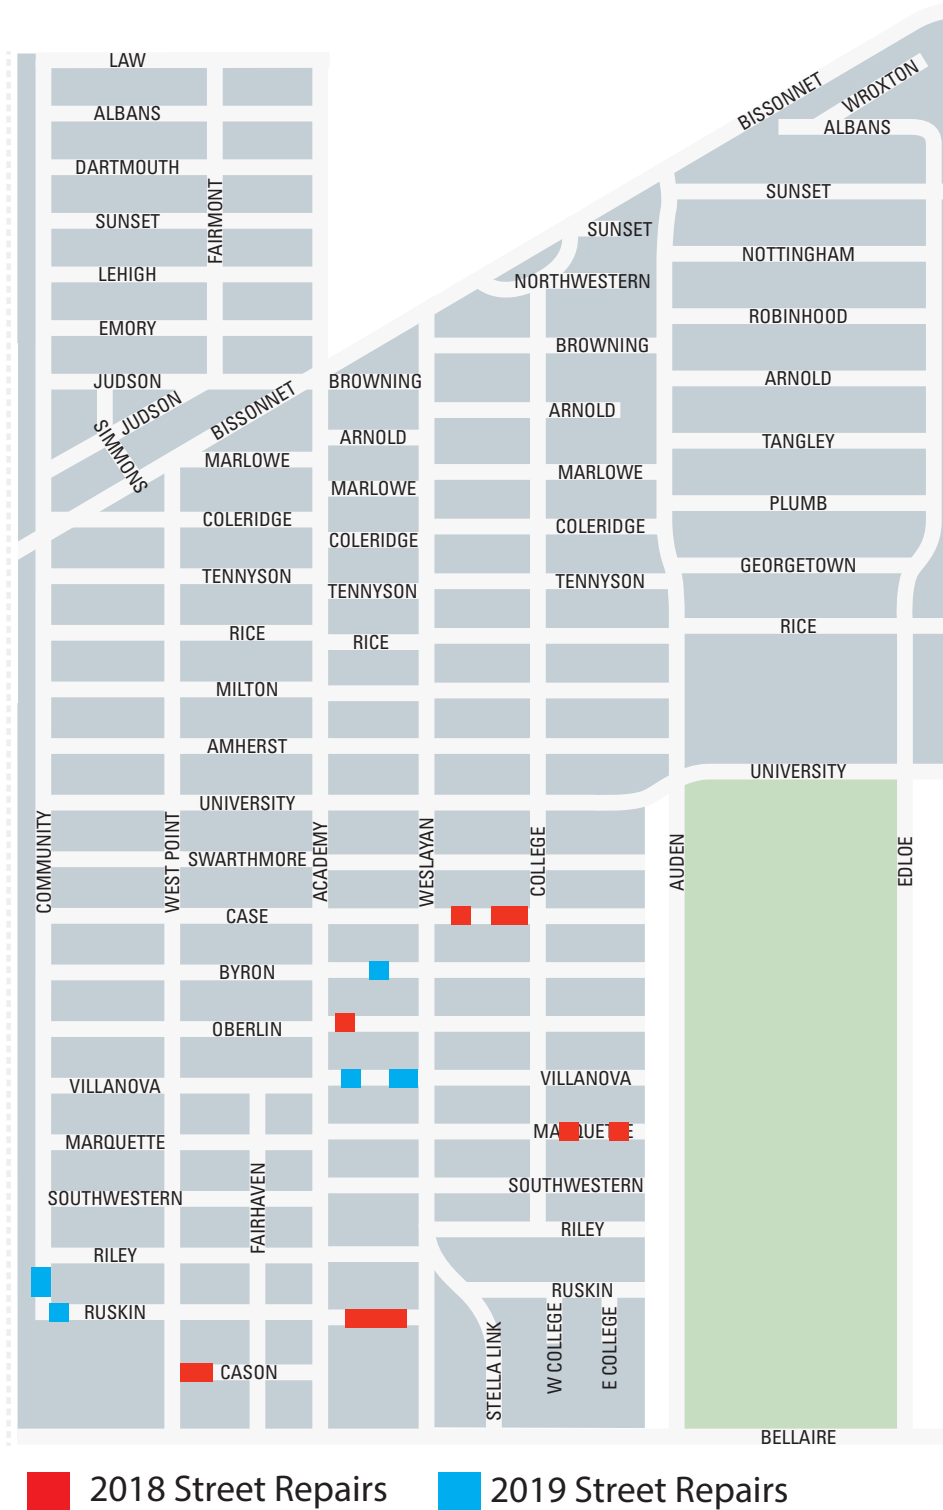 LAW
ALBANS
DARTMOUTH
SUNSET
FAIRMONT
LEHIGH
EMORY
JUDSON
JUDSON
SIMMONS
BISSONNET
BISSONNET
WROXTON
ALBANS
SUNSET
NOTTINGHAM
ROBINHOOD
ARNOLD
TANGLEY
PLUMB
GEORGETOWN
RICE
UNIVERSITY
SUNSET
NORTHWESTERN
BROWNING
ARNOLD
MARLOWE
COLERIDGE
TENNYSON
BROWNING
ARNOLD
MARLOWE
COLERIDGE
TENNYSON
RICE
MARLOWE
COLERIDGE
TENNYSON
RICE
MILTON
AMHERST
UNIVERSITY
SWARTHMORE
COMMUNITY
WEST POINT
ACADEMY
WESLAYAN
COLLEGE
AUDEN
EDLOE
CASE
BYRON
OBERLIN
VILLANOVA
VILLANOVA
MARQUETTE
MARQUETTE
SOUTHWESTERN
SOUTHWESTERN
FAIRHAVEN
RILEY
RILEY
RUSKIN
RUSKIN
CASON
STELLA LINK
W COLLEGE
E COLLEGE
BELLAIRE
2018 Street Repairs
2019 Street Repairs